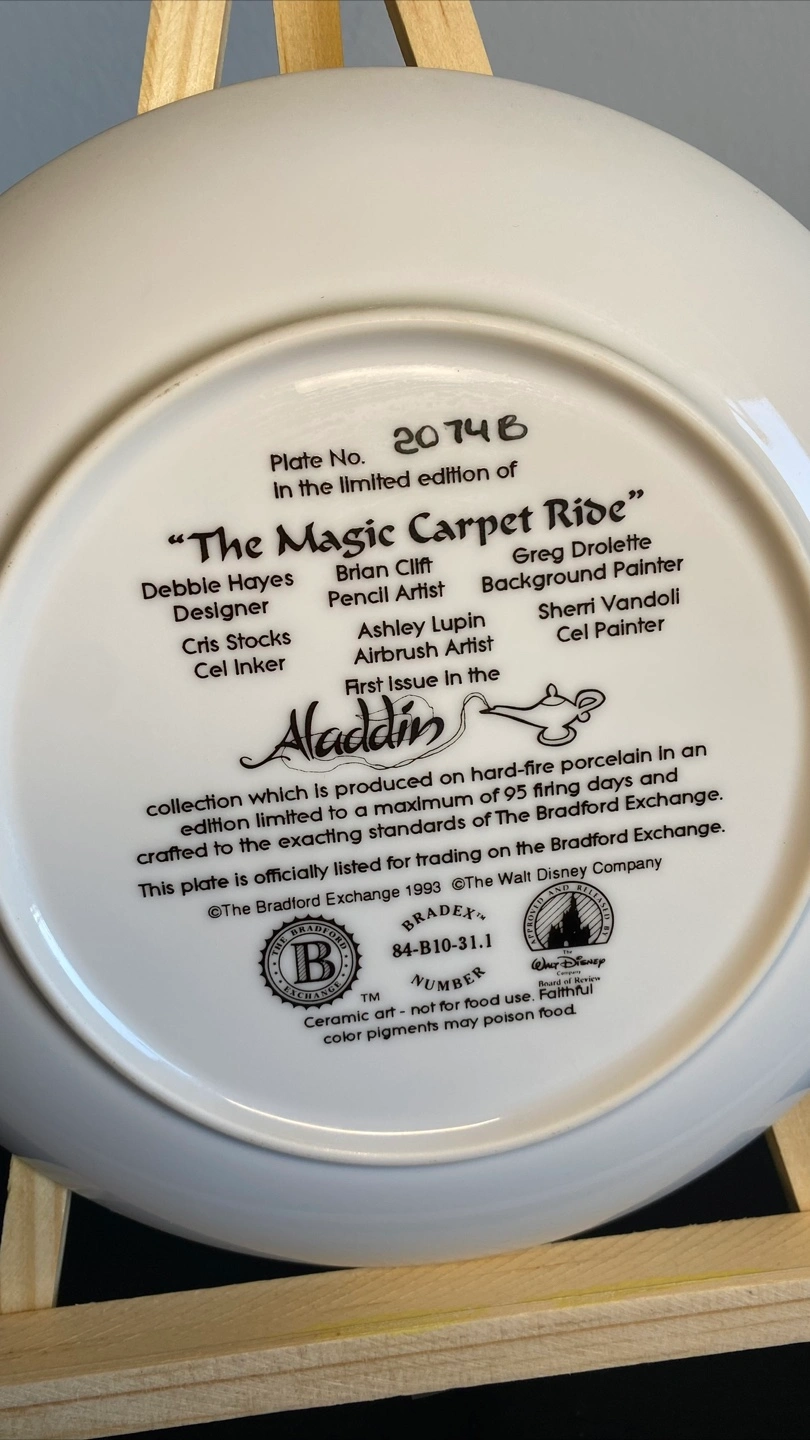 Plate No. 2074B
in the limited edition of
“The Magic Carpet Ride”
Debbie Hayes
Designer
Brian Clift
Pencil Artist
Greg Drolette
Background Painter
Cris Stocks
Cel Inker
Ashley Lupin
Airbrush Artist
Sherri Vandoli
Cel Painter
First issue in the
Aladdin
collection which is produced on hard-fire porcelain in an
edition limited to a maximum of 95 firing days and
crafted to the exacting standards of The Bradford Exchange.
This plate is officially listed for trading on the Bradford Exchange.
©The Bradford Exchange 1993 ©The Walt Disney Company
THE BRADFORD
B
EXCHANGE
TM
BRADEX™
84-B10-31.1
NUMBER
APPROVED AND RELEASED BY
The
Walt Disney
Company
Board of Review
Ceramic art - not for food use. Faithful
color pigments may poison food.